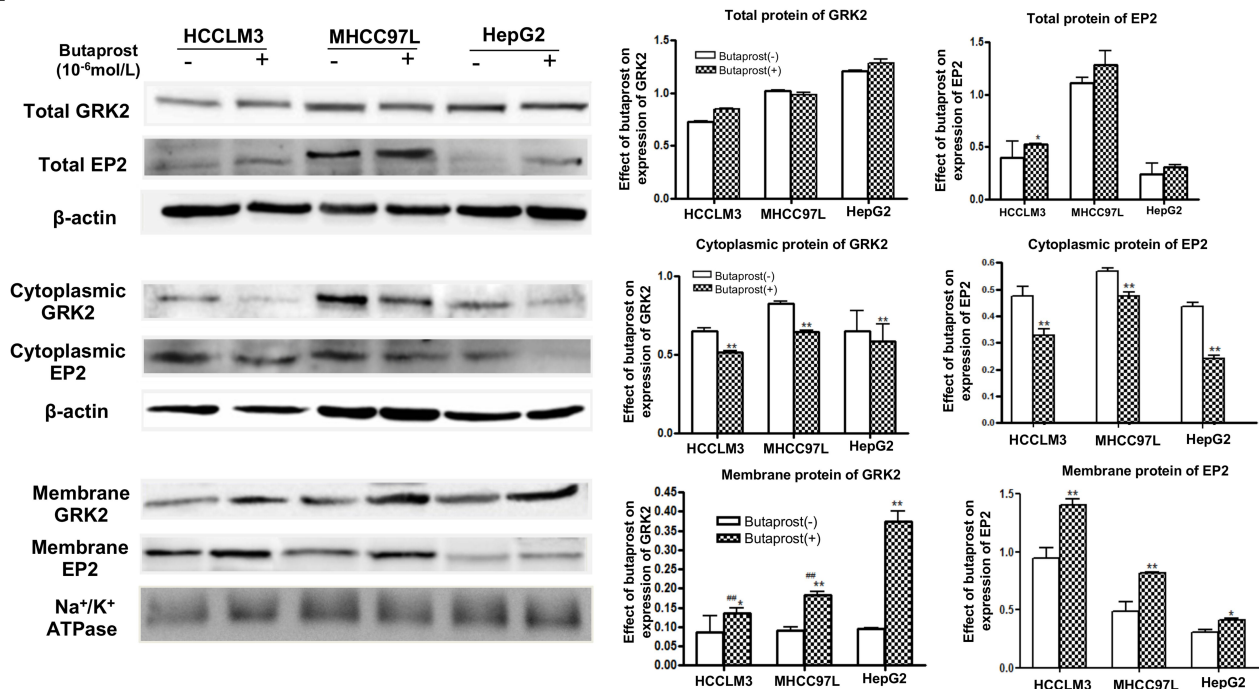 HCCLM3 MHCC97L HepG2
Butaprost
(10⁻⁶mol/L)
- + - + - +
Total GRK2
Total EP2
β-actin
Cytoplasmic
GRK2
Cytoplasmic
EP2
β-actin
Membrane
GRK2
Membrane
EP2
Na⁺/K⁺
ATPase
Total protein of GRK2
Effect of butaprost on
expression of GRK2
1.5
1.0
0.5
0.0
Butaprost(-)
Butaprost(+)
HCCLM3 MHCC97L HepG2
Total protein of EP2
Effect of butaprost on
expression of EP2
1.5
1.0
0.5
0.0
*
HCCLM3 MHCC97L HepG2
Cytoplasmic protein of GRK2
Effect of butaprost on
expression of GRK2
1.0
0.5
0.0
Butaprost(-)
Butaprost(+)
** ** **
HCCLM3 MHCC97L HepG2
Cytoplasmic protein of EP2
Effect of butaprost on
expression of EP2
0.6
0.5
0.4
0.3
0.2
0.1
0.0
** ** **
HCCLM3 MHCC97L HepG2
Membrane protein of GRK2
Effect of butaprost on
expression of GRK2
0.45
0.40
0.35
0.30
0.25
0.20
0.15
0.10
0.05
0.00
Butaprost(-)
Butaprost(+)
## * ## ** **
HCCLM3 MHCC97L HepG2
Membrane protein of EP2
Effect of butaprost on
expression of EP2
1.5
1.0
0.5
0.0
** ** *
HCCLM3 MHCC97L HepG2